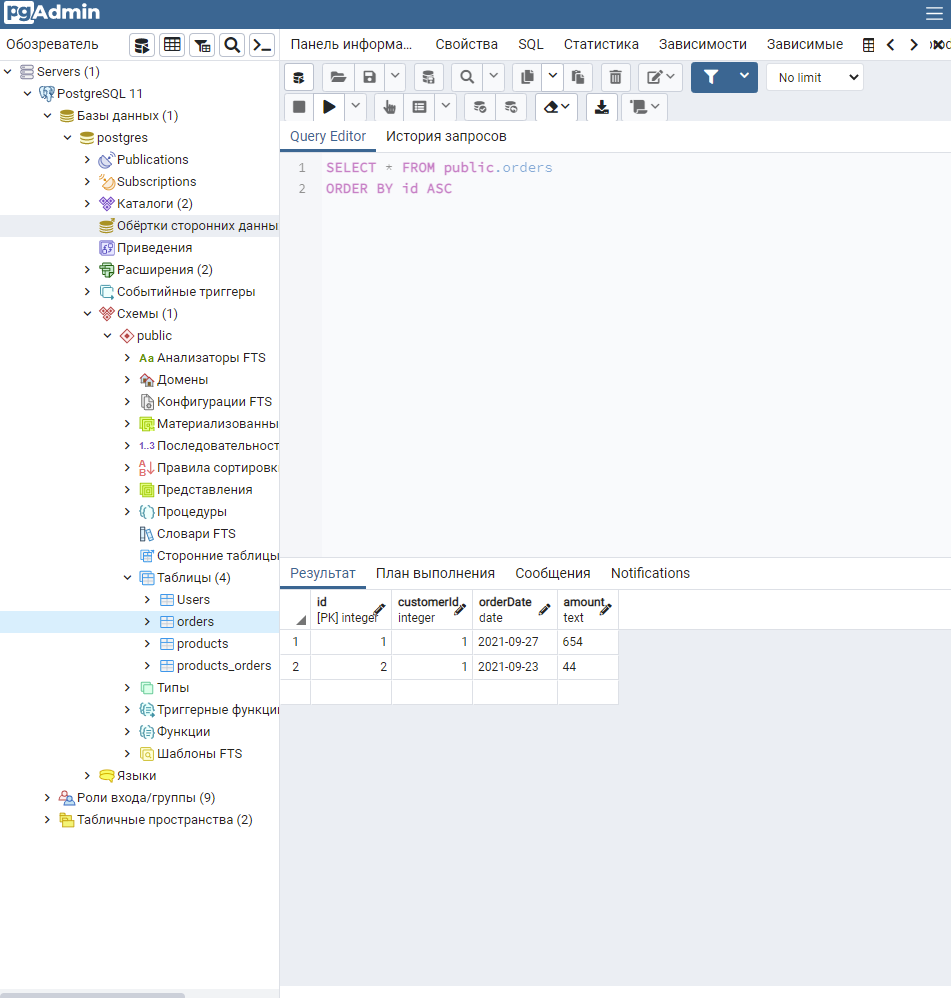 pgAdmin
Обозреватель
Панель информа...
Свойства
SQL
Статистика
Зависимости
Зависимые
Servers (1)
PostgreSQL 11
Базы данных (1)
postgres
Publications
Subscriptions
Каталоги (2)
Обёртки сторонних данны
Приведения
Расширения (2)
Событийные триггеры
Схемы (1)
public
Aa Анализаторы FTS
Домены
Конфигурации FTS
Материализованны
1..3 Последовательност
Правила сортировк
Представления
Процедуры
Словари FTS
Сторонние таблицы
Таблицы (4)
Users
orders
products
products_orders
Типы
Триггерные функции
Функции
Шаблоны FTS
Языки
Роли входа/группы (9)
Табличные пространства (2)
No limit
Query Editor
История запросов
1 SELECT * FROM public.orders
2 ORDER BY id ASC
Результат
План выполнения
Сообщения
Notifications
id customerId orderDate amount
[PK] integer integer date text
1 1 1 2021-09-27 654
2 2 1 2021-09-23 44